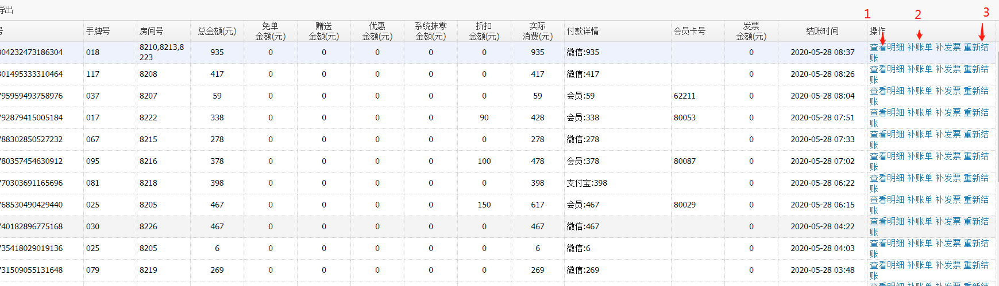 导出
1 2 3
号 手牌号 房间号 总金额(元) 免单金额(元) 赠送金额(元) 优惠金额(元) 系统抹零金额(元) 折扣金额(元) 实际消费(元) 付款详情 会员卡号 发票金额(元) 结账时间 操作
304232473186304 018 8210,8213,8223 935 0 0 0 0 0 935 微信:935 0 2020-05-28 08:37 查看明细 补账单 补发票 重新结账
301495333310464 117 8208 417 0 0 0 0 0 417 微信:417 0 2020-05-28 08:26 查看明细 补账单 补发票 重新结账
795959493758976 037 8207 59 0 0 0 0 0 59 会员:59 62211 0 2020-05-28 08:04 查看明细 补账单 补发票 重新结账
792879415005184 017 8222 338 0 0 0 0 90 428 会员:338 80053 0 2020-05-28 07:51 查看明细 补账单 补发票 重新结账
788302850527232 067 8215 278 0 0 0 0 0 278 微信:278 0 2020-05-28 07:33 查看明细 补账单 补发票 重新结账
780357454630912 095 8216 378 0 0 0 0 100 478 会员:378 80087 0 2020-05-28 07:02 查看明细 补账单 补发票 重新结账
770303691165696 081 8218 398 0 0 0 0 0 398 支付宝:398 0 2020-05-28 06:22 查看明细 补账单 补发票 重新结账
768530490429440 025 8205 467 0 0 0 0 150 617 会员:467 80029 0 2020-05-28 06:15 查看明细 补账单 补发票 重新结账
740182896775168 030 8226 467 0 0 0 0 0 467 微信:467 0 2020-05-28 04:22 查看明细 补账单 补发票 重新结账
735418029019136 025 8205 6 0 0 0 0 0 6 微信:6 0 2020-05-28 04:03 查看明细 补账单 补发票 重新结账
731509055131648 079 8219 269 0 0 0 0 0 269 微信:269 0 2020-05-28 03:48 查看明细 补账单 补发票 重新结账
查看明细 补账单 补发票 重新结